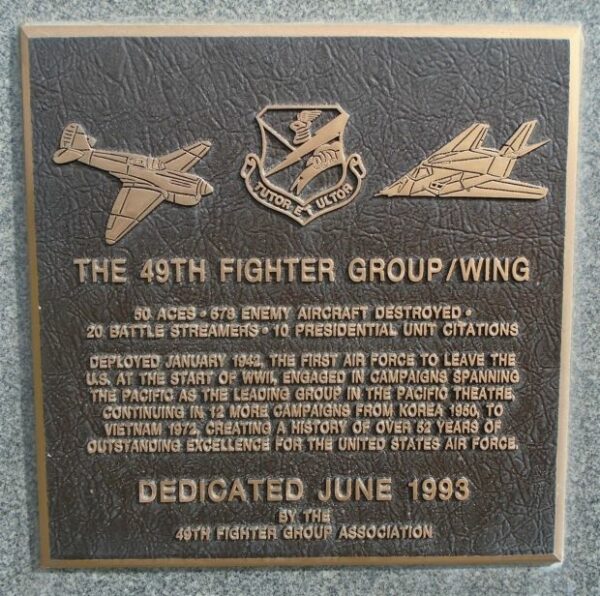 TUTOR ET ULTOR
THE 49TH FIGHTER GROUP/WING
50 ACES • 678 ENEMY AIRCRAFT DESTROYED •
20 BATTLE STREAMERS • 10 PRESIDENTIAL UNIT CITATIONS
DEPLOYED JANUARY 1942, THE FIRST AIR FORCE TO LEAVE THE
U.S. AT THE START OF WWII, ENGAGED IN CAMPAIGNS SPANNING
THE PACIFIC AS THE LEADING GROUP IN THE PACIFIC THEATRE,
CONTINUING IN 12 MORE CAMPAIGNS FROM KOREA 1950, TO
VIETNAM 1972, CREATING A HISTORY OF OVER 52 YEARS OF
OUTSTANDING EXCELLENCE FOR THE UNITED STATES AIR FORCE.
DEDICATED JUNE 1993
BY THE
49TH FIGHTER GROUP ASSOCIATION